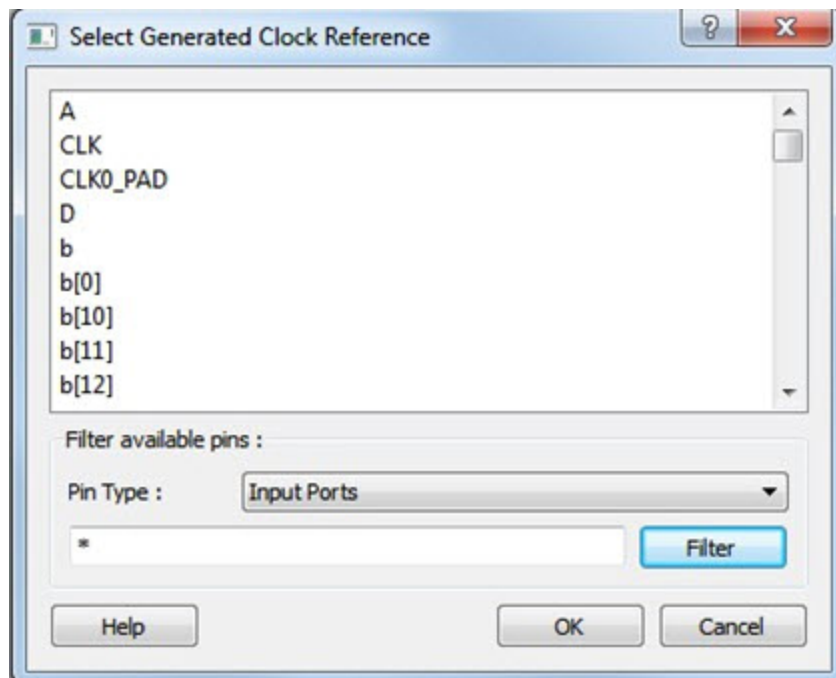 Select Generated Clock Reference
?
X
A
CLK
CLK0_PAD
D
b
b[0]
b[10]
b[11]
b[12]
Filter available pins :
Pin Type : Input Ports
* Filter
Help OK Cancel